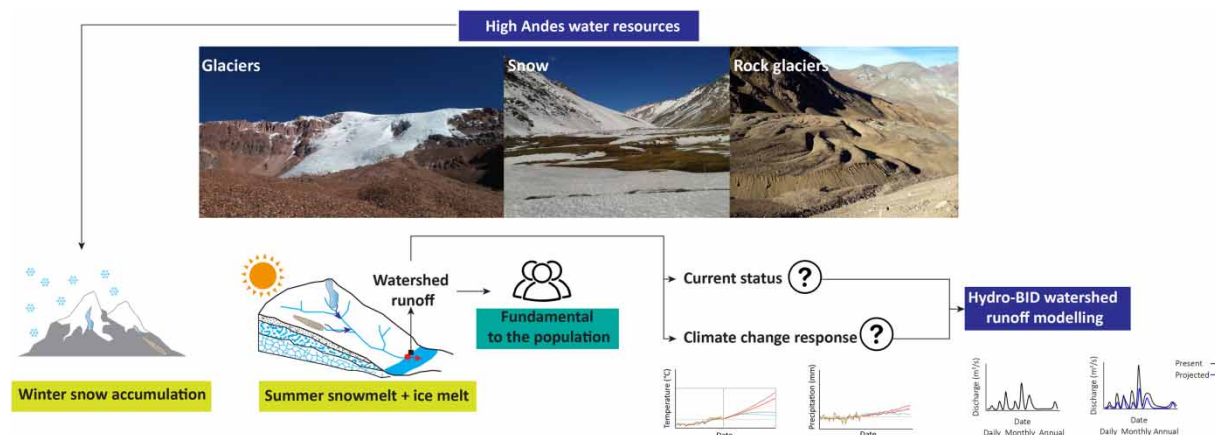 High Andes water resources
Glaciers
Snow
Rock glaciers
Watershed
runoff
Fundamental
to the population
Current status
?
Climate change response
?
Hydro-BID watershed
runoff modelling
Winter snow accumulation
Summer snowmelt + ice melt
Temperature (°C)
Date
Precipitation (mm)
Date
Discharge (m³/s)
Date
Daily Monthly Annual
Discharge (m³/s)
Date
Daily Monthly Annual
Present
Projected